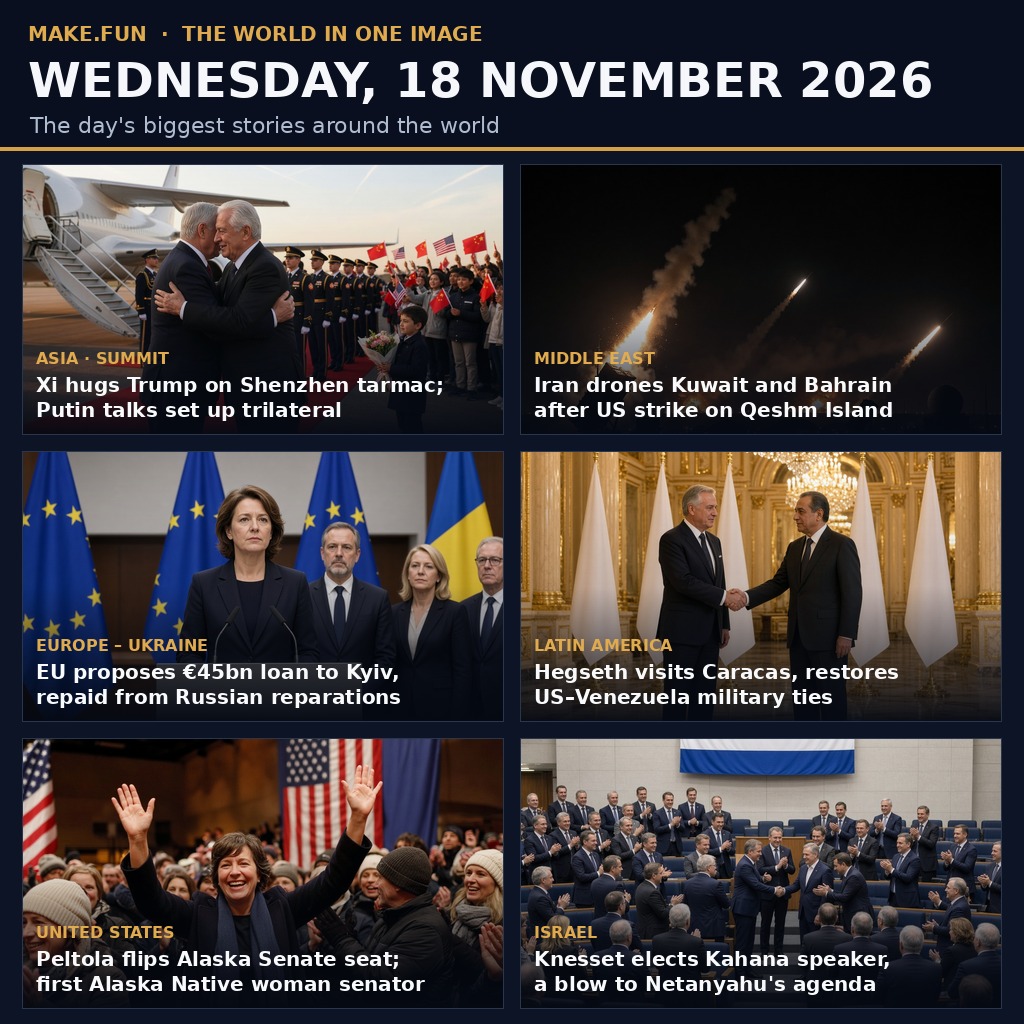 MAKE.FUN · THE WORLD IN ONE IMAGE
WEDNESDAY, 18 NOVEMBER 2026
The day's biggest stories around the world
ASIA · SUMMIT
Xi hugs Trump on Shenzhen tarmac;
Putin talks set up trilateral
MIDDLE EAST
Iran drones Kuwait and Bahrain
after US strike on Qeshm Island
EUROPE – UKRAINE
EU proposes €45bn loan to Kyiv,
repaid from Russian reparations
LATIN AMERICA
Hegseth visits Caracas, restores
US–Venezuela military ties
UNITED STATES
Peltola flips Alaska Senate seat;
first Alaska Native woman senator
ISRAEL
Knesset elects Kahana speaker,
a blow to Netanyahu's agenda